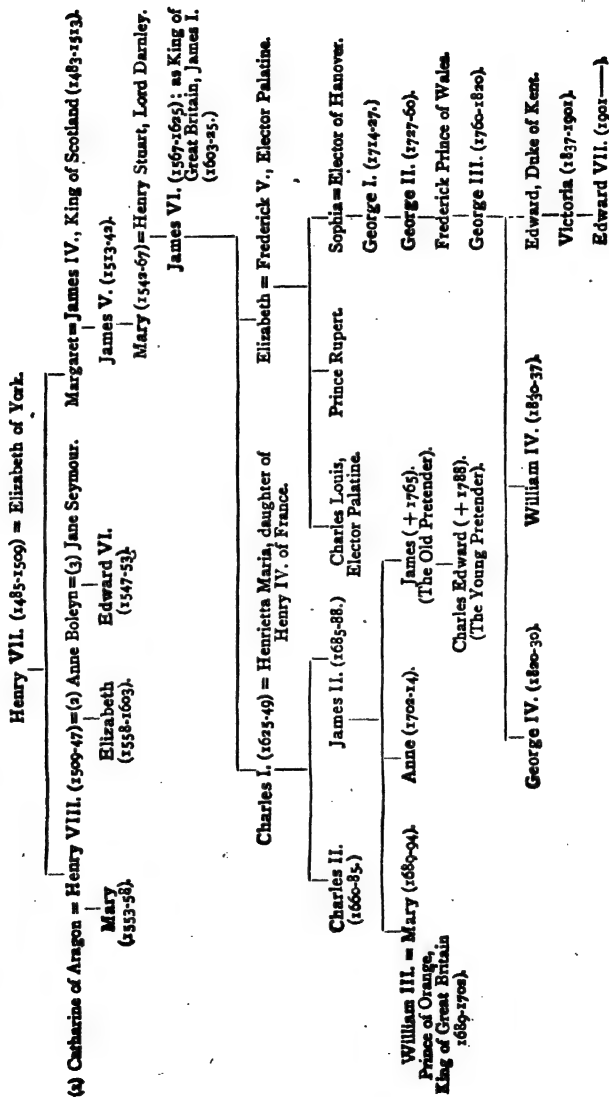 Henry VII. (1485-1509) = Elizabeth of York.
(1) Catharine of Aragon = Henry VIII. (1509-47)=(2) Anne Boleyn=(3) Jane Seymour.
Margaret=James IV., King of Scotland (1483-1513).
Mary
(1553-58).
Elizabeth
(1558-1603).
Edward VI.
(1547-53).
James V. (1513-42).
Mary (1542-67)=Henry Stuart, Lord Darnley.
James VI. (1567-1625); as King of
Great Britain, James I.
(1603-25.)
Charles I. (1625-49) = Henrietta Maria, daughter of
Henry IV. of France.
Elizabeth = Frederick V., Elector Palatine.
Charles II.
(1660-85.)
James II. (1685-88.)
Charles Louis,
Elector Palatine.
Prince Rupert.
Sophia=Elector of Hanover.
George I. (1714-27.)
George II. (1727-60).
Frederick Prince of Wales.
George III. (1760-1820).
William III. = Mary (1689-94).
Prince of Orange,
King of Great Britain
1689-1702).
Anne (1702-14).
James (+ 1765).
(The Old Pretender).
Charles Edward (+ 1788).
(The Young Pretender).
George IV. (1820-30).
William IV. (1830-37).
Edward, Duke of Kent.
Victoria (1837-1901).
Edward VII. (1901——).